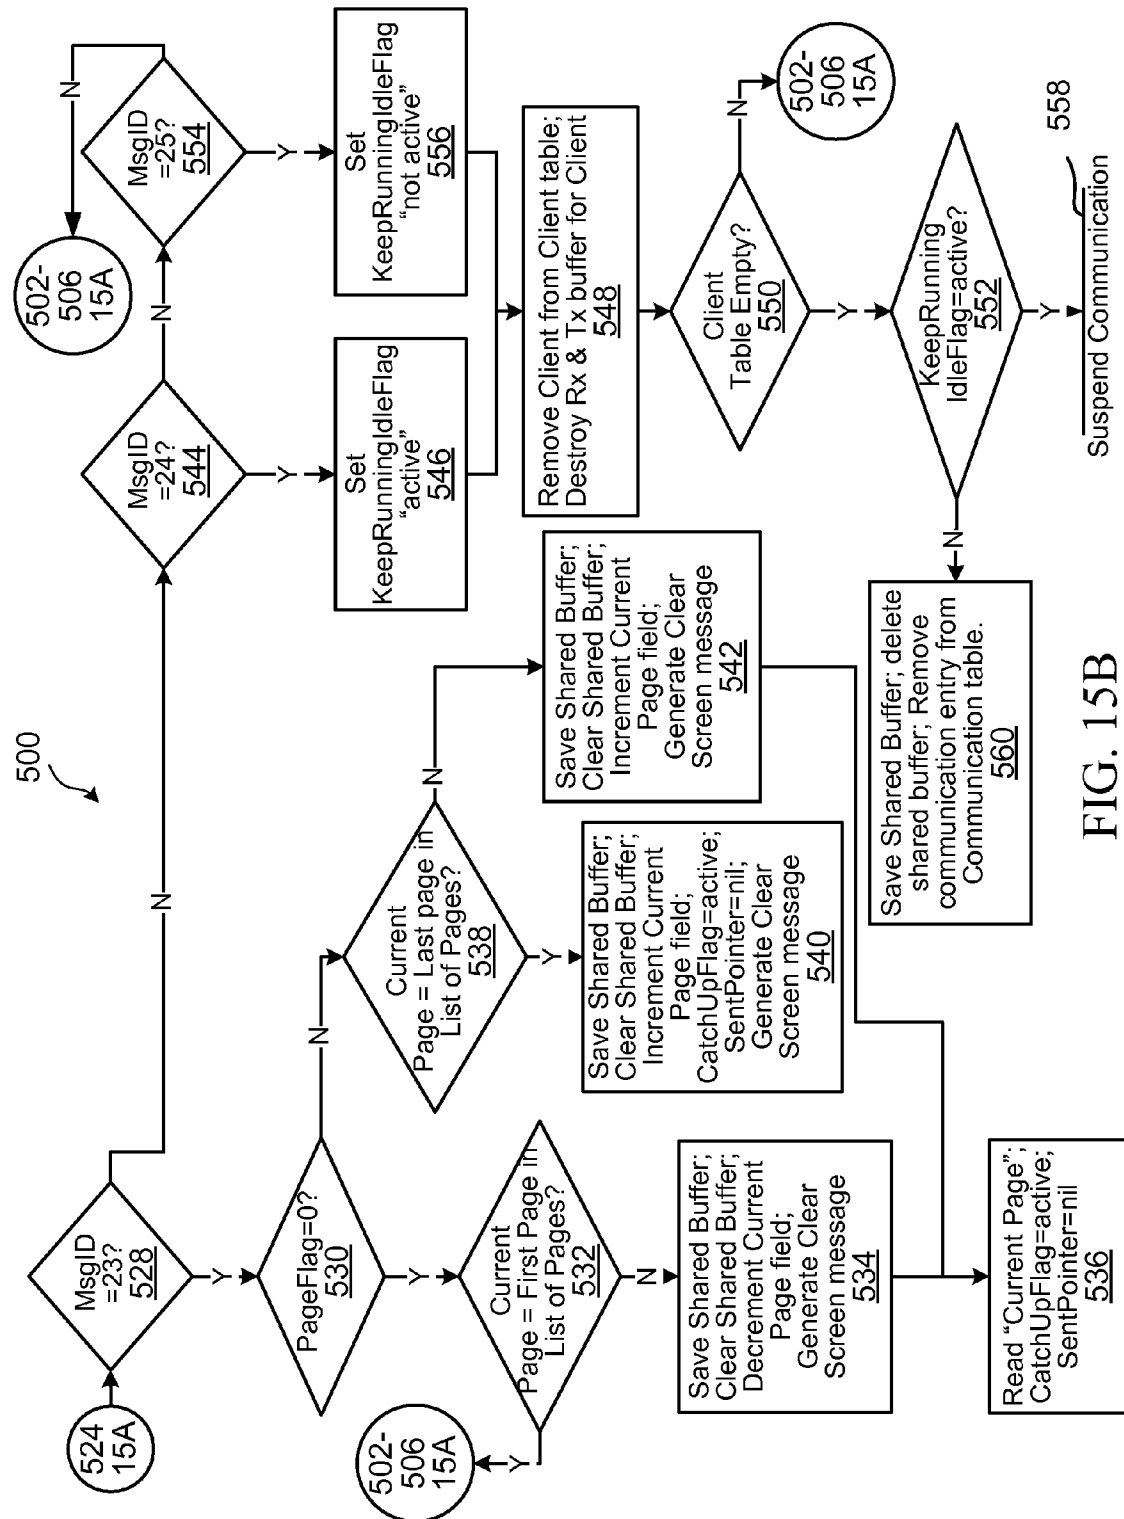 500
524
15A
MsgID
=23?
528
N
Y
PageFlag=0?
530
N
Y
Current
Page = First Page in
List of Pages?
532
Y
502-
506
15A
N
Save Shared Buffer;
Clear Shared Buffer;
Decrement Current
Page field;
Generate Clear
Screen message
534
Read “Current Page”;
CatchUpFlag=active;
SentPointer=nil
536
Current
Page = Last page in
List of Pages?
538
N
Y
Save Shared Buffer;
Clear Shared Buffer;
Increment Current
Page field;
CatchUpFlag=active;
SentPointer=nil;
Generate Clear
Screen message
540
Save Shared Buffer;
Clear Shared Buffer;
Increment Current
Page field;
Generate Clear
Screen message
542
MsgID
=24?
544
N
Y
Set
KeepRunningIdleFlag
“active”
546
MsgID
=25?
554
N
502-
506
15A
Y
Set
KeepRunningIdleFlag
“not active”
556
Remove Client from Client table;
Destroy Rx & Tx buffer for Client
548
Client
Table Empty?
550
N
502-
506
15A
Y
KeepRunning
IdleFlag=active?
552
N
Y
Save Shared Buffer; delete
shared buffer; Remove
communication entry from
Communication table.
560
558
Suspend Communication
FIG. 15B